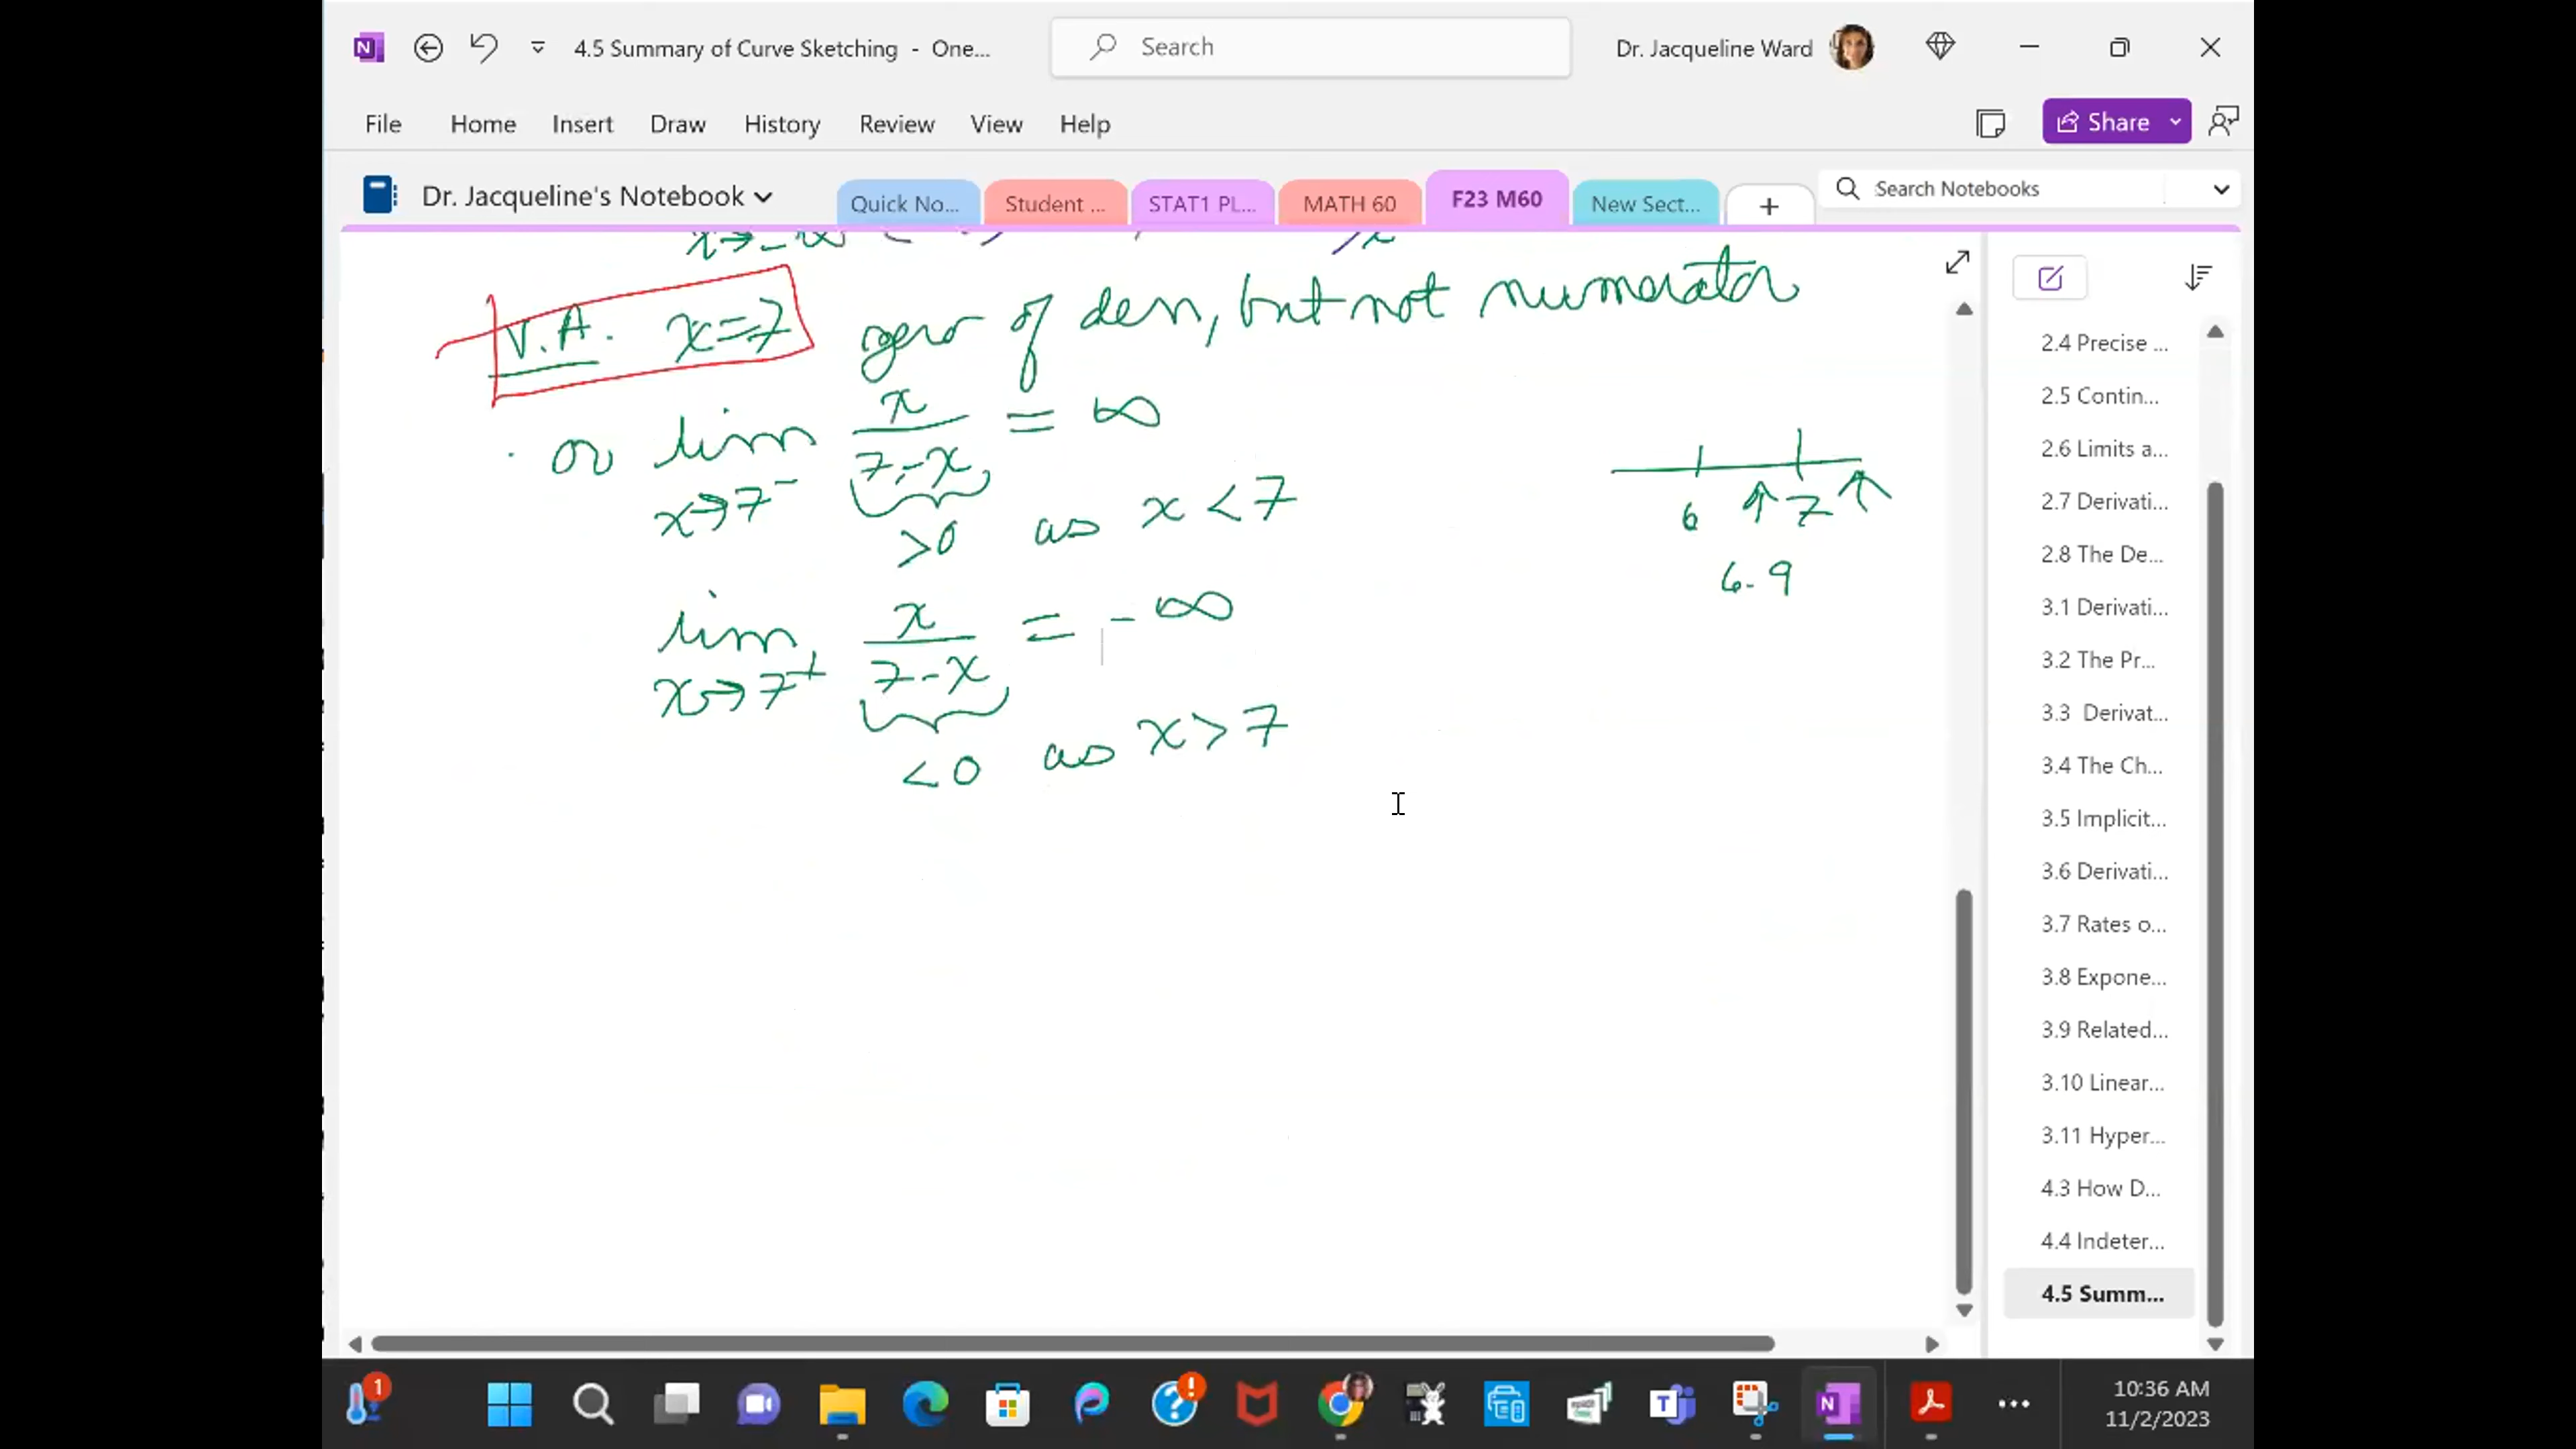 4.5 Summary of Curve Sketching - One...
Search
Dr. Jacqueline Ward
File Home Insert Draw History Review View Help
Share
Dr. Jacqueline's Notebook
Quick No...
Student ...
STAT1 PL...
MATH 60
F23 M60
New Sect...
+
Search Notebooks
x→-∞
V.A. x=7 zero of den, but not numerator
or lim x→7⁻ x/(7-x) = ∞
>0 as x<7
6 ↑ 7 ↑
6.9
lim x→7⁺ x/(7-x) = -∞
<0 as x>7
2.4 Precise ...
2.5 Contin...
2.6 Limits a...
2.7 Derivati...
2.8 The De...
3.1 Derivati...
3.2 The Pr...
3.3 Derivat...
3.4 The Ch...
3.5 Implicit...
3.6 Derivati...
3.7 Rates o...
3.8 Expone...
3.9 Related...
3.10 Linear...
3.11 Hyper...
4.3 How D...
4.4 Indeter...
4.5 Summ...
1
10:36 AM
11/2/2023